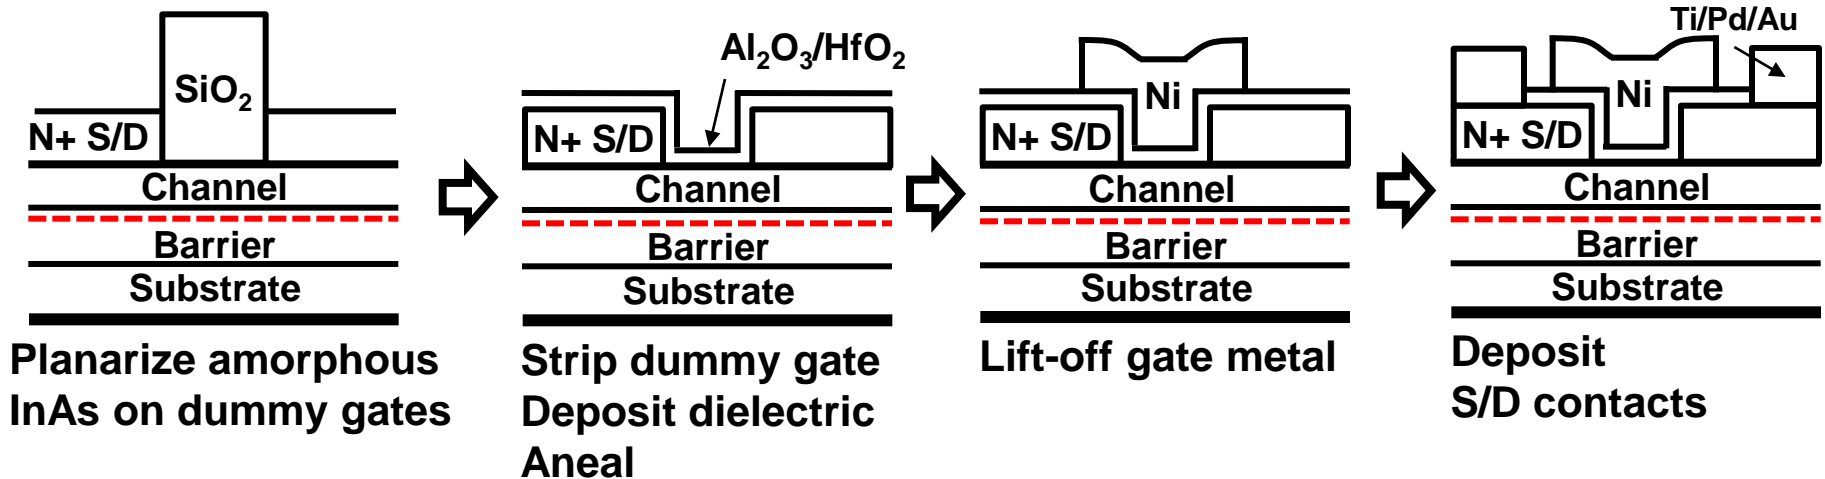 SiO₂
N+ S/D
Channel
Barrier
Substrate
Planarize amorphous
InAs on dummy gates
Al₂O₃/HfO₂
N+ S/D
Channel
Barrier
Substrate
Strip dummy gate
Deposit dielectric
Aneal
Ni
N+ S/D
Channel
Barrier
Substrate
Lift-off gate metal
Ti/Pd/Au
Ni
N+ S/D
Channel
Barrier
Substrate
Deposit
S/D contacts